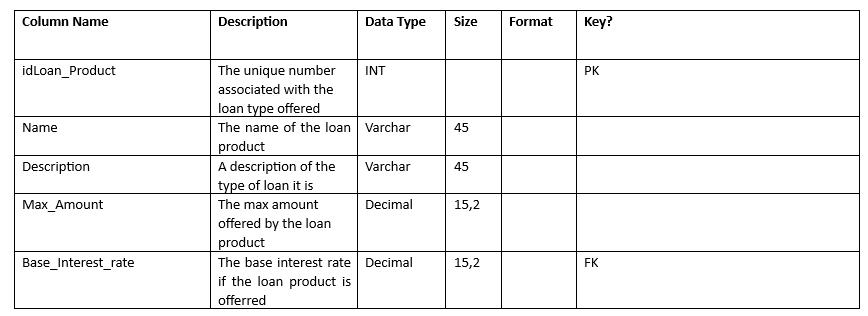 Column Name Description Data Type Size Format Key?
idLoan_Product The unique number INT PK
associated with the
loan type offered
Name The name of the loan Varchar 45
product
Description A description of the Varchar 45
type of loan it is
Max_Amount The max amount Decimal 15,2
offered by the loan
product
Base_Interest_rate The base interest rate Decimal 15,2 FK
if the loan product is
offerred